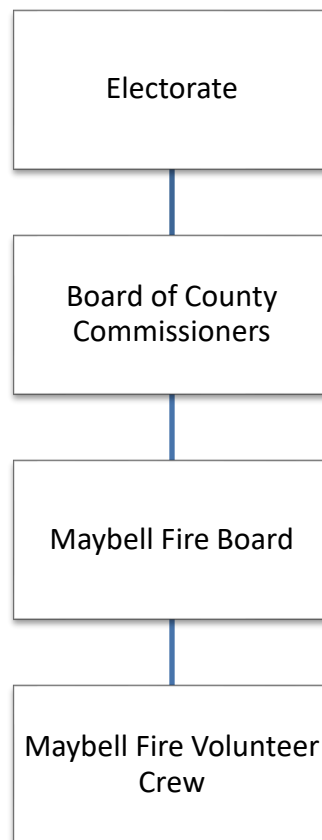 Electorate
Board of County
Commissioners
Maybell Fire Board
Maybell Fire Volunteer
Crew